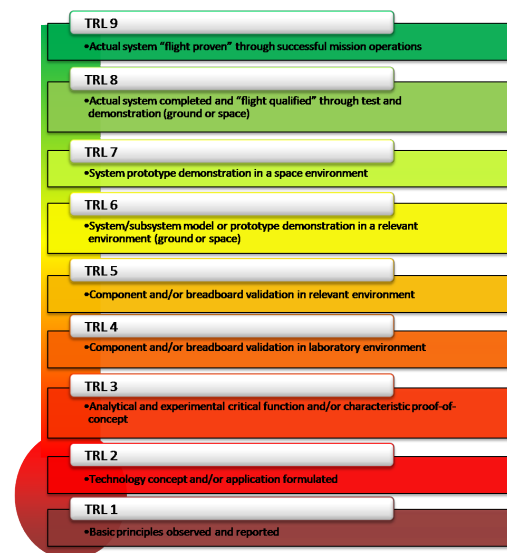 TRL 9
•Actual system “flight proven” through successful mission operations
TRL 8
•Actual system completed and “flight qualified” through test and
demonstration (ground or space)
TRL 7
•System prototype demonstration in a space environment
TRL 6
•System/subsystem model or prototype demonstration in a relevant
environment (ground or space)
TRL 5
•Component and/or breadboard validation in relevant environment
TRL 4
•Component and/or breadboard validation in laboratory environment
TRL 3
•Analytical and experimental critical function and/or characteristic proof-of-
concept
TRL 2
•Technology concept and/or application formulated
TRL 1
•Basic principles observed and reported